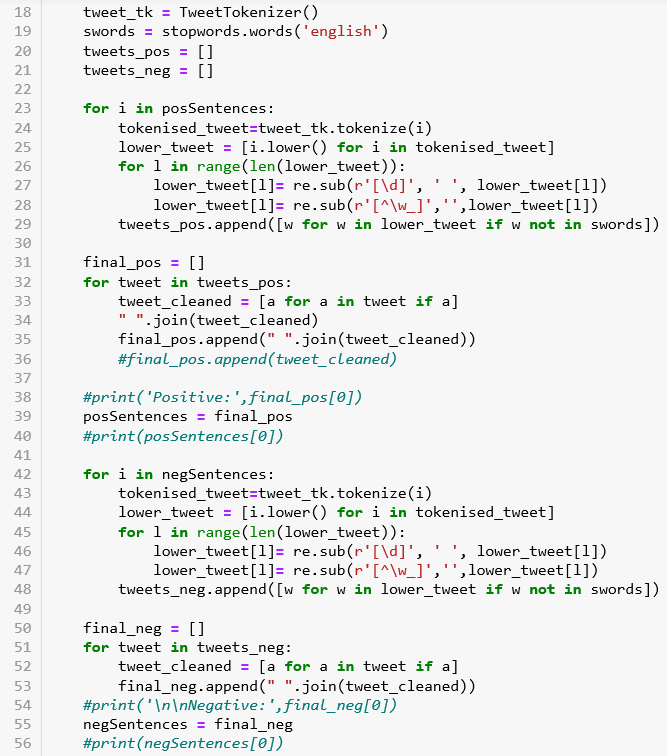 18 tweet_tk = TweetTokenizer()
19 swords = stopwords.words('english')
20 tweets_pos = []
21 tweets_neg = []
22
23 for i in posSentences:
24 tokenised_tweet=tweet_tk.tokenize(i)
25 lower_tweet = [i.lower() for i in tokenised_tweet]
26 for l in range(len(lower_tweet)):
27 lower_tweet[l]= re.sub(r'[\d]', ' ', lower_tweet[l])
28 lower_tweet[l]= re.sub(r'[^\w_]','',lower_tweet[l])
29 tweets_pos.append([w for w in lower_tweet if w not in swords])
30
31 final_pos = []
32 for tweet in tweets_pos:
33 tweet_cleaned = [a for a in tweet if a]
34 " ".join(tweet_cleaned)
35 final_pos.append(" ".join(tweet_cleaned))
36 #final_pos.append(tweet_cleaned)
37
38 #print('Positive:',final_pos[0])
39 posSentences = final_pos
40 #print(posSentences[0])
41
42 for i in negSentences:
43 tokenised_tweet=tweet_tk.tokenize(i)
44 lower_tweet = [i.lower() for i in tokenised_tweet]
45 for l in range(len(lower_tweet)):
46 lower_tweet[l]= re.sub(r'[\d]', ' ', lower_tweet[l])
47 lower_tweet[l]= re.sub(r'[^\w_]','',lower_tweet[l])
48 tweets_neg.append([w for w in lower_tweet if w not in swords])
49
50 final_neg = []
51 for tweet in tweets_neg:
52 tweet_cleaned = [a for a in tweet if a]
53 final_neg.append(" ".join(tweet_cleaned))
54 #print('\n\nNegative:',final_neg[0])
55 negSentences = final_neg
56 #print(negSentences[0])